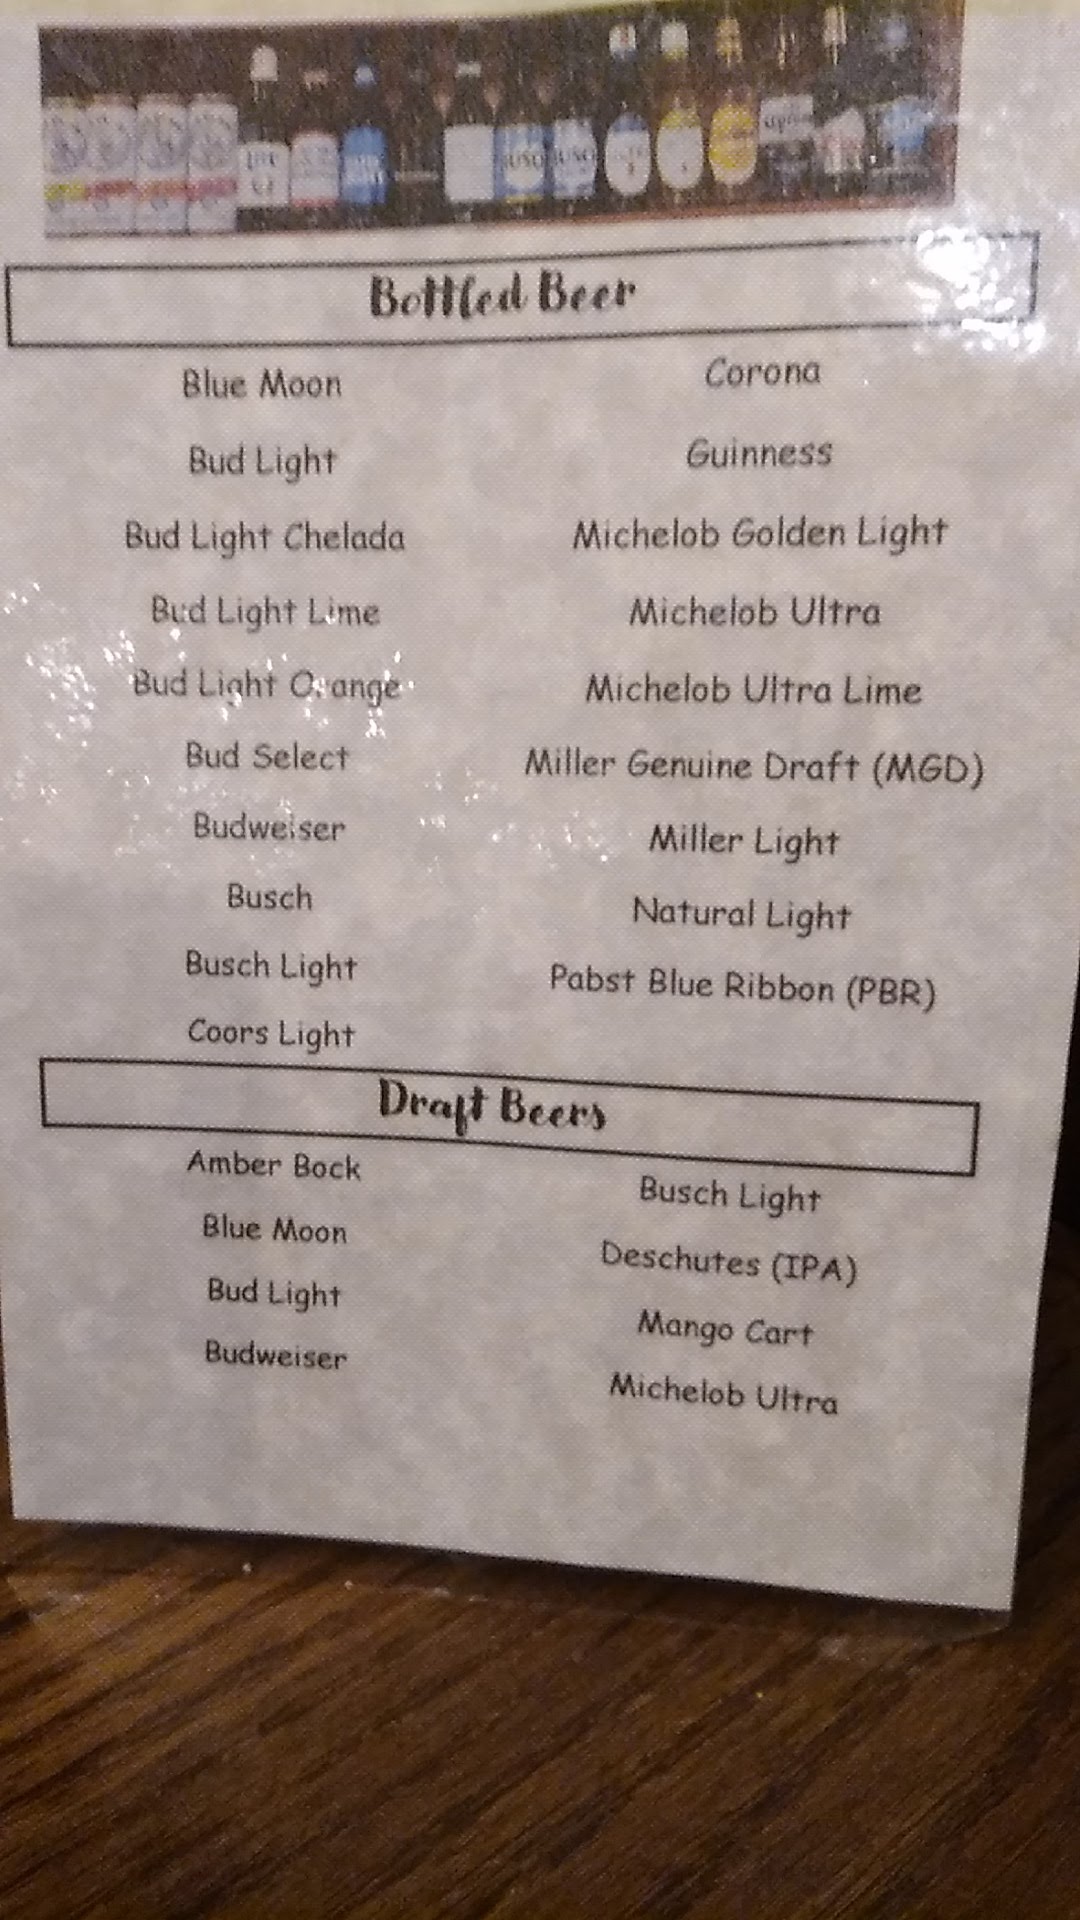 Bottled Beer
Blue Moon
Bud Light
Bud Light Chelada
Bud Light Lime
Bud Light Orange
Bud Select
Budweiser
Busch
Busch Light
Coors Light
Corona
Guinness
Michelob Golden Light
Michelob Ultra
Michelob Ultra Lime
Miller Genuine Draft (MGD)
Miller Light
Natural Light
Pabst Blue Ribbon (PBR)
Draft Beers
Amber Bock
Blue Moon
Bud Light
Budweiser
Busch Light
Deschutes (IPA)
Mango Cart
Michelob Ultra